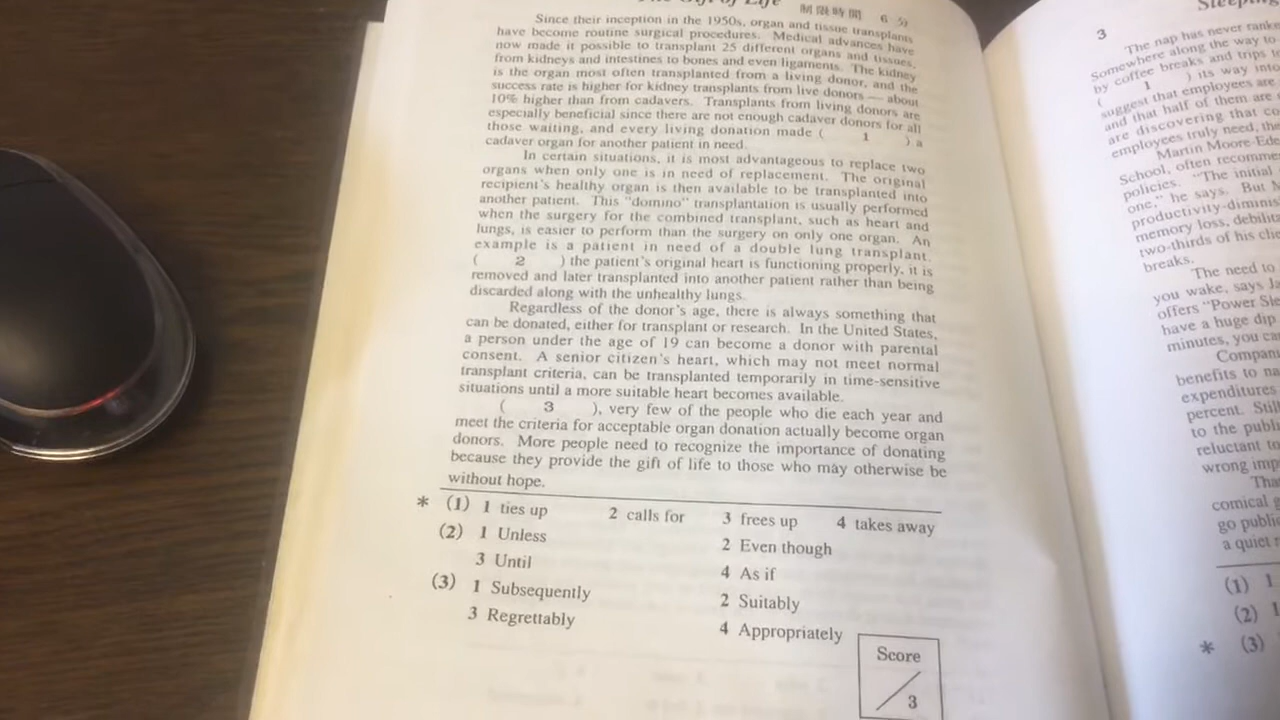 Life 制限時間 6分
Since their inception in the 1950s, organ and tissue transplants
have become routine surgical procedures. Medical advances have
now made it possible to transplant 25 different organs and tissues,
from kidneys and intestines to bones and even ligaments. The kidney
is the organ most often transplanted from a living donor, and the
success rate is higher for kidney transplants from live donors — about
10% higher than from cadavers. Transplants from living donors are
especially beneficial since there are not enough cadaver donors for all
those waiting, and every living donation made ( 1 ) a
cadaver organ for another patient in need.
In certain situations, it is most advantageous to replace two
organs when only one is in need of replacement. The original
recipient's healthy organ is then available to be transplanted into
another patient. This "domino" transplantation is usually performed
when the surgery for the combined transplant, such as heart and
lungs, is easier to perform than the surgery on only one organ. An
example is a patient in need of a double lung transplant.
( 2 ) the patient's original heart is functioning properly, it is
removed and later transplanted into another patient rather than being
discarded along with the unhealthy lungs.
Regardless of the donor's age, there is always something that
can be donated, either for transplant or research. In the United States,
a person under the age of 19 can become a donor with parental
consent. A senior citizen's heart, which may not meet normal
transplant criteria, can be transplanted temporarily in time-sensitive
situations until a more suitable heart becomes available.
( 3 ), very few of the people who die each year and
meet the criteria for acceptable organ donation actually become organ
donors. More people need to recognize the importance of donating
because they provide the gift of life to those who may otherwise be
without hope.
* (1) 1 ties up 2 calls for 3 frees up 4 takes away
(2) 1 Unless 2 Even though
3 Until 4 As if
(3) 1 Subsequently 2 Suitably
3 Regrettably 4 Appropriately
Score
/ 3
3
The nap has never
Somewhere along the way to
by coffee breaks and trips
( 1 ) its way into
suggest that employees are
and that half of them are
are discovering that
employees truly need,
Martin
School, often
policies. "The initial
one," he says. But
memory loss,
two-thirds of his
breaks.
The need to
you wake, says
offers "Power
have a huge dip
minutes, you
benefits to
expenditures
percent.
to the
reluctant
wrong
comical
go
a quiet
(1) 1
(2)
* (3)